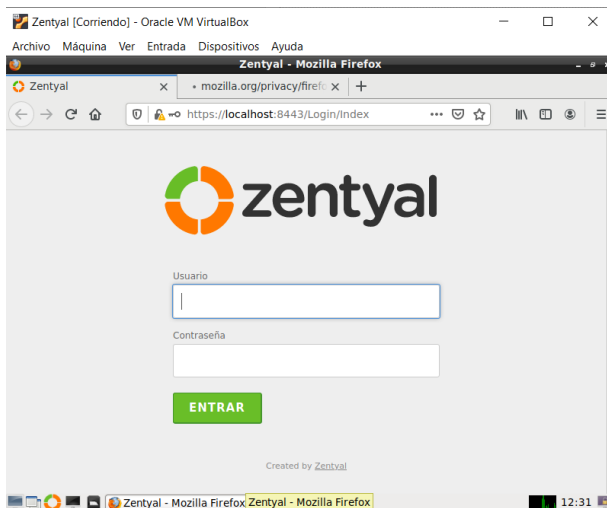 Zentyal [Corriendo] - Oracle VM VirtualBox
Archivo Máquina Ver Entrada Dispositivos Ayuda
Zentyal - Mozilla Firefox
Zentyal
• mozilla.org/privacy/firef
https://localhost:8443/Login/Index
zentyal
Usuario
Contraseña
ENTRAR
Created by Zentyal
Zentyal - Mozilla Firefox Zentyal - Mozilla Firefox 12:31